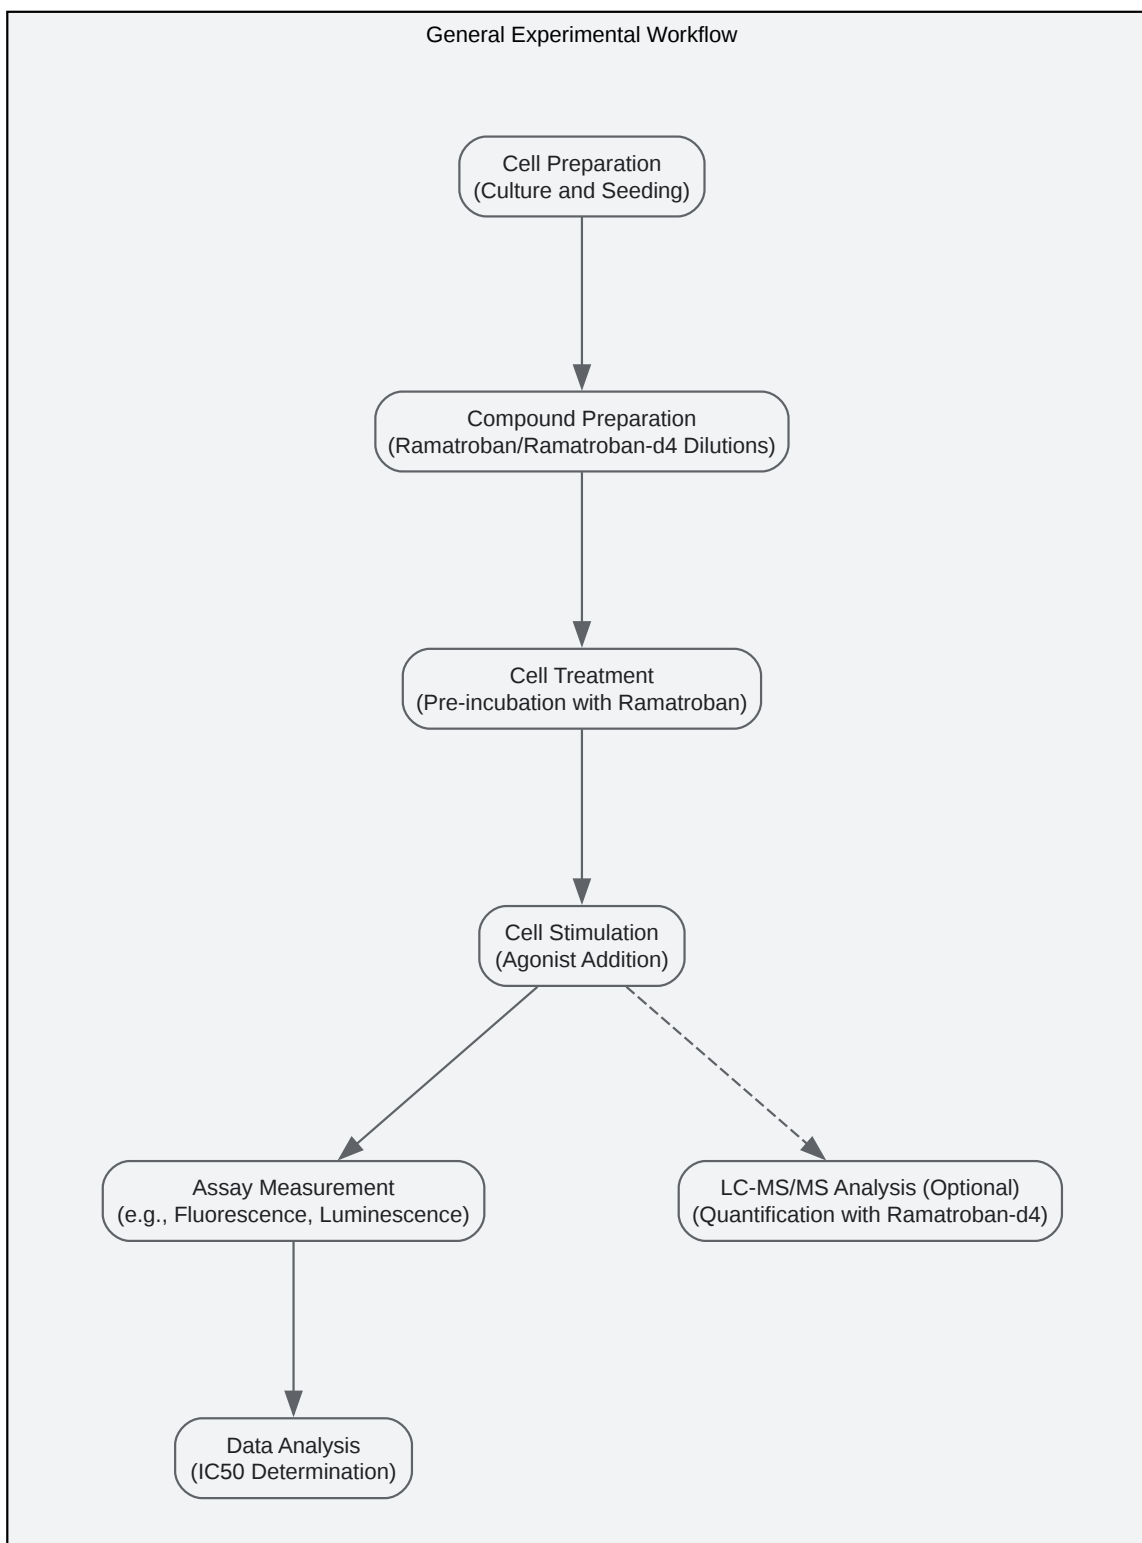 General Experimental Workflow
Cell Preparation
(Culture and Seeding)
Compound Preparation
(Ramatroban/Ramatroban-d4 Dilutions)
Cell Treatment
(Pre-incubation with Ramatroban)
Cell Stimulation
(Agonist Addition)
Assay Measurement
(e.g., Fluorescence, Luminescence)
LC-MS/MS Analysis (Optional)
(Quantification with Ramatroban-d4)
Data Analysis
(IC50 Determination)